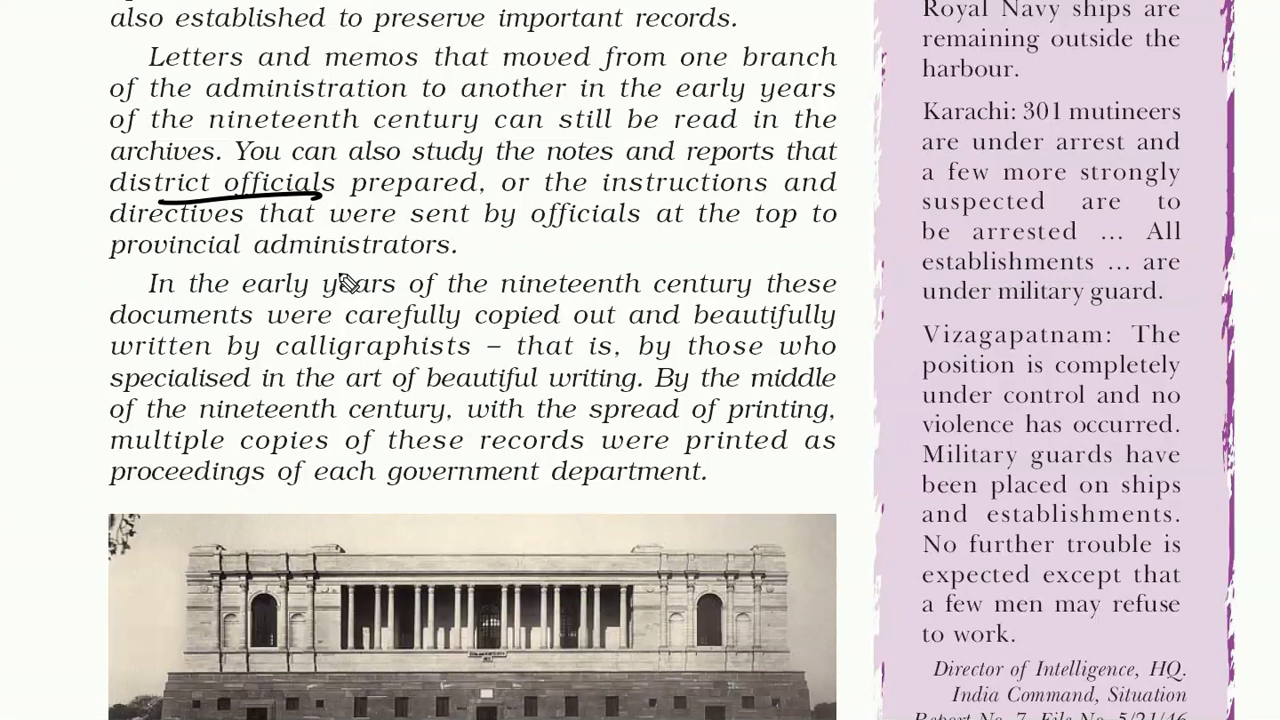 also established to preserve important records.
Letters and memos that moved from one branch
of the administration to another in the early years
of the nineteenth century can still be read in the
archives. You can also study the notes and reports that
district officials prepared, or the instructions and
directives that were sent by officials at the top to
provincial administrators.
In the early years of the nineteenth century these
documents were carefully copied out and beautifully
written by calligraphists – that is, by those who
specialised in the art of beautiful writing. By the middle
of the nineteenth century, with the spread of printing,
multiple copies of these records were printed as
proceedings of each government department.
Royal Navy ships are
remaining outside the
harbour.
Karachi: 301 mutineers
are under arrest and
a few more strongly
suspected are to
be arrested ... All
establishments ... are
under military guard.
Vizagapatnam: The
position is completely
under control and no
violence has occurred.
Military guards have
been placed on ships
and establishments.
No further trouble is
expected except that
a few men may refuse
to work.
Director of Intelligence, HQ.
India Command, Situation
Report No. 7. File No. 5/21/46